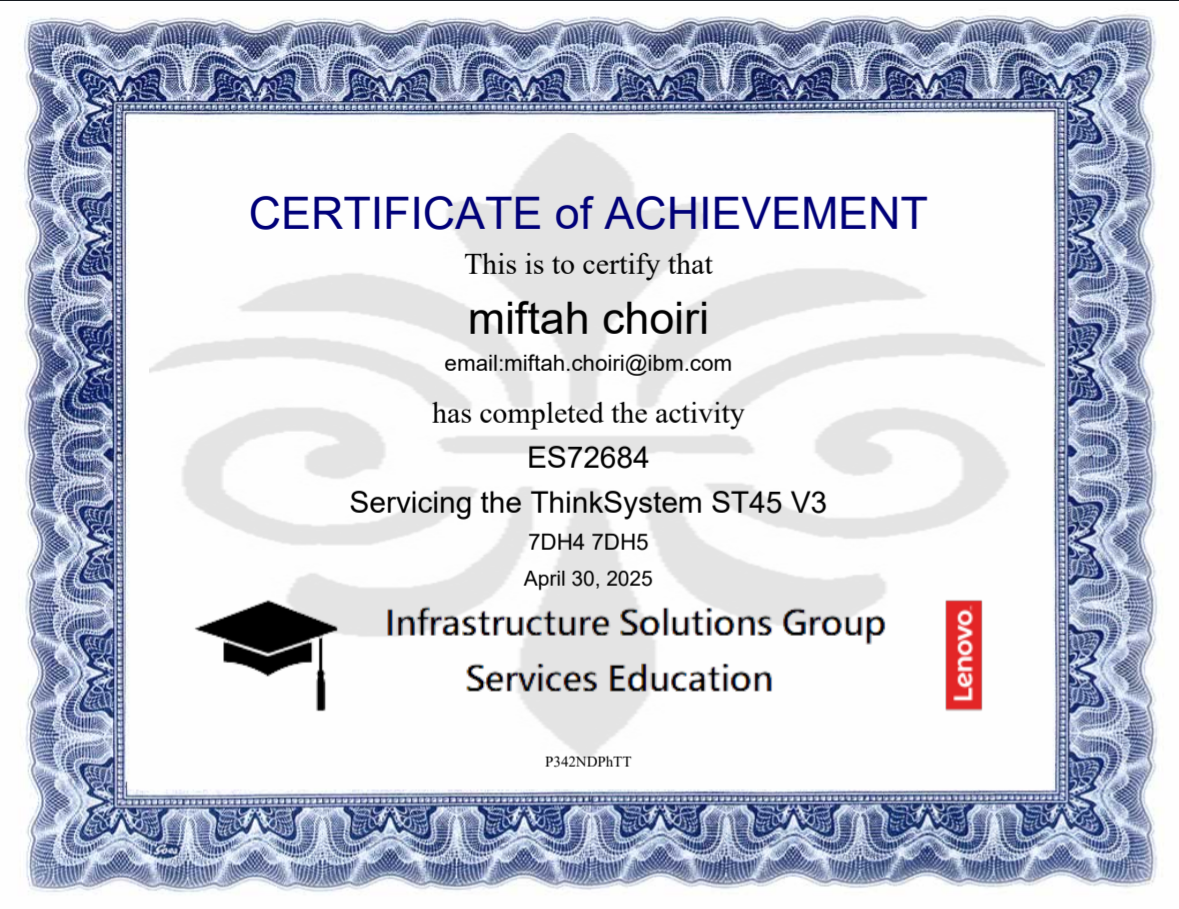 CERTIFICATE of ACHIEVEMENT
This is to certify that
miftah choiri
email:miftah.choiri@ibm.com
has completed the activity
ES72684
Servicing the ThinkSystem ST45 V3
7DH4 7DH5
April 30, 2025
Infrastructure Solutions Group
Services Education
Lenovo.
P342NDPhTT
Goes